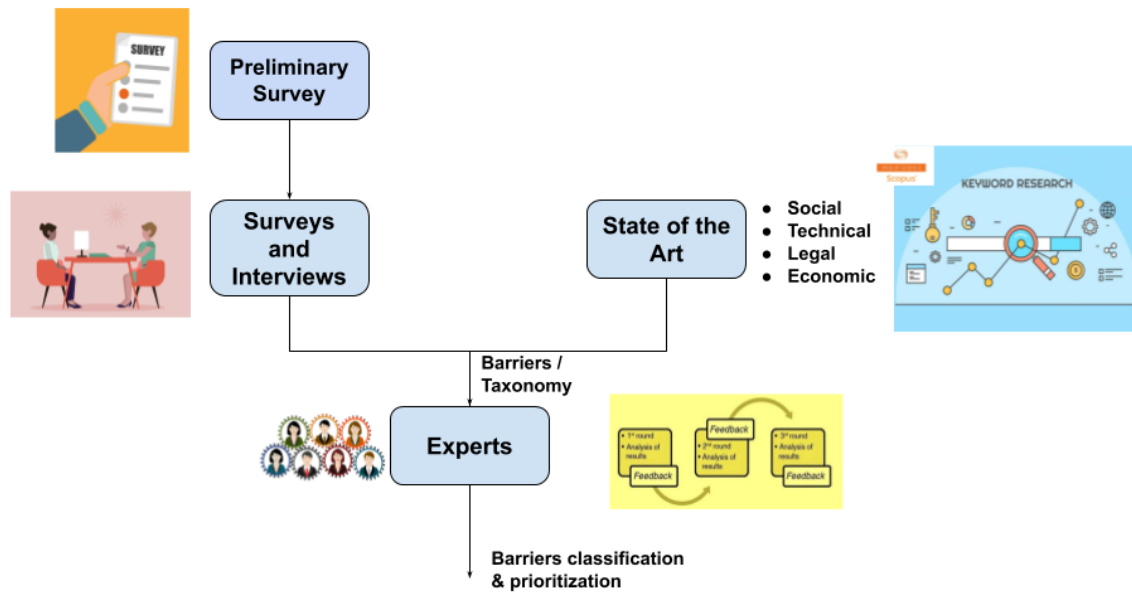 SURVEY
Preliminary
Survey
Surveys
and
Interviews
State of the
Art
● Social
● Technical
● Legal
● Economic
Scopus
KEYWORD RESEARCH
Barriers /
Taxonomy
Experts
• 1st round
• Analysis of
results
Feedback
Feedback
• 2nd round
• Analysis of
results
• 3rd round
• Analysis of
results
Feedback
Barriers classification
& prioritization